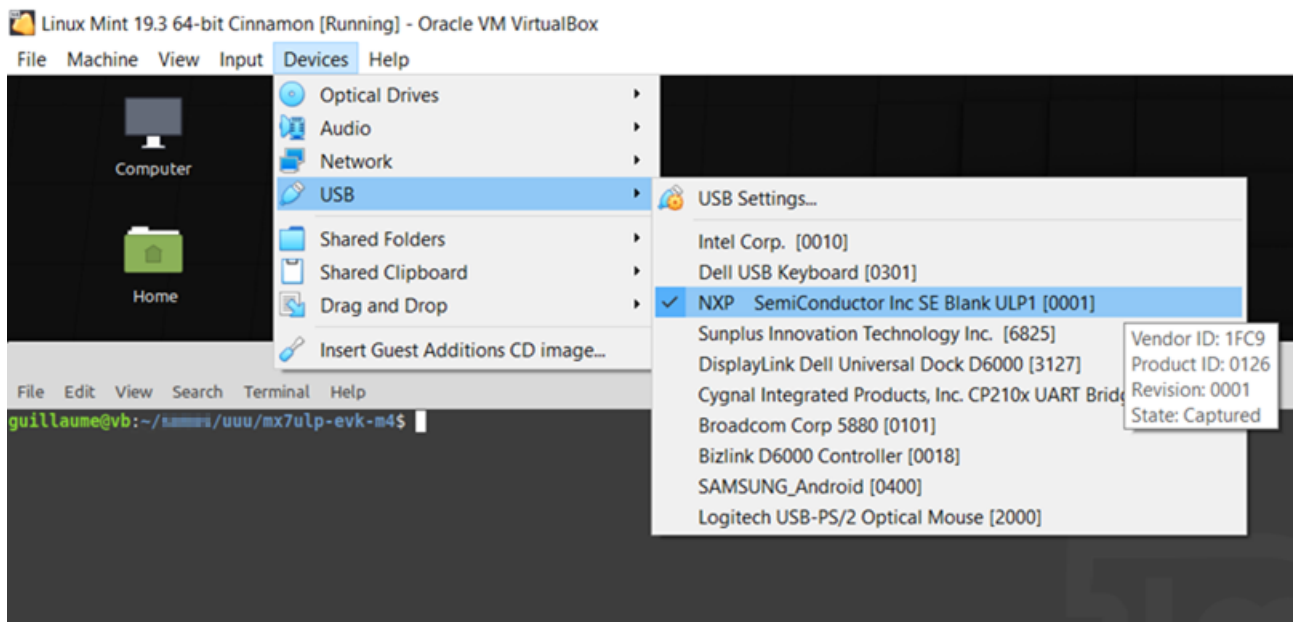 Linux Mint 19.3 64-bit Cinnamon [Running] - Oracle VM VirtualBox
File Machine View Input Devices Help
Optical Drives
Audio
Network
USB
Shared Folders
Shared Clipboard
Drag and Drop
Insert Guest Additions CD image...
Computer
Home
USB Settings...
Intel Corp. [0010]
Dell USB Keyboard [0301]
NXP SemiConductor Inc SE Blank ULP1 [0001]
Sunplus Innovation Technology Inc. [6825]
DisplayLink Dell Universal Dock D6000 [3127]
Cygnal Integrated Products, Inc. CP210x UART
Broadcom Corp 5880 [0101]
Bizlink D6000 Controller [0018]
SAMSUNG_Android [0400]
Logitech USB-PS/2 Optical Mouse [2000]
Vendor ID: 1FC9
Product ID: 0126
Revision: 0001
State: Captured
File Edit View Search Terminal Help
guillaume@vb:~/ /uuu/mx7ulp-evk-m4$